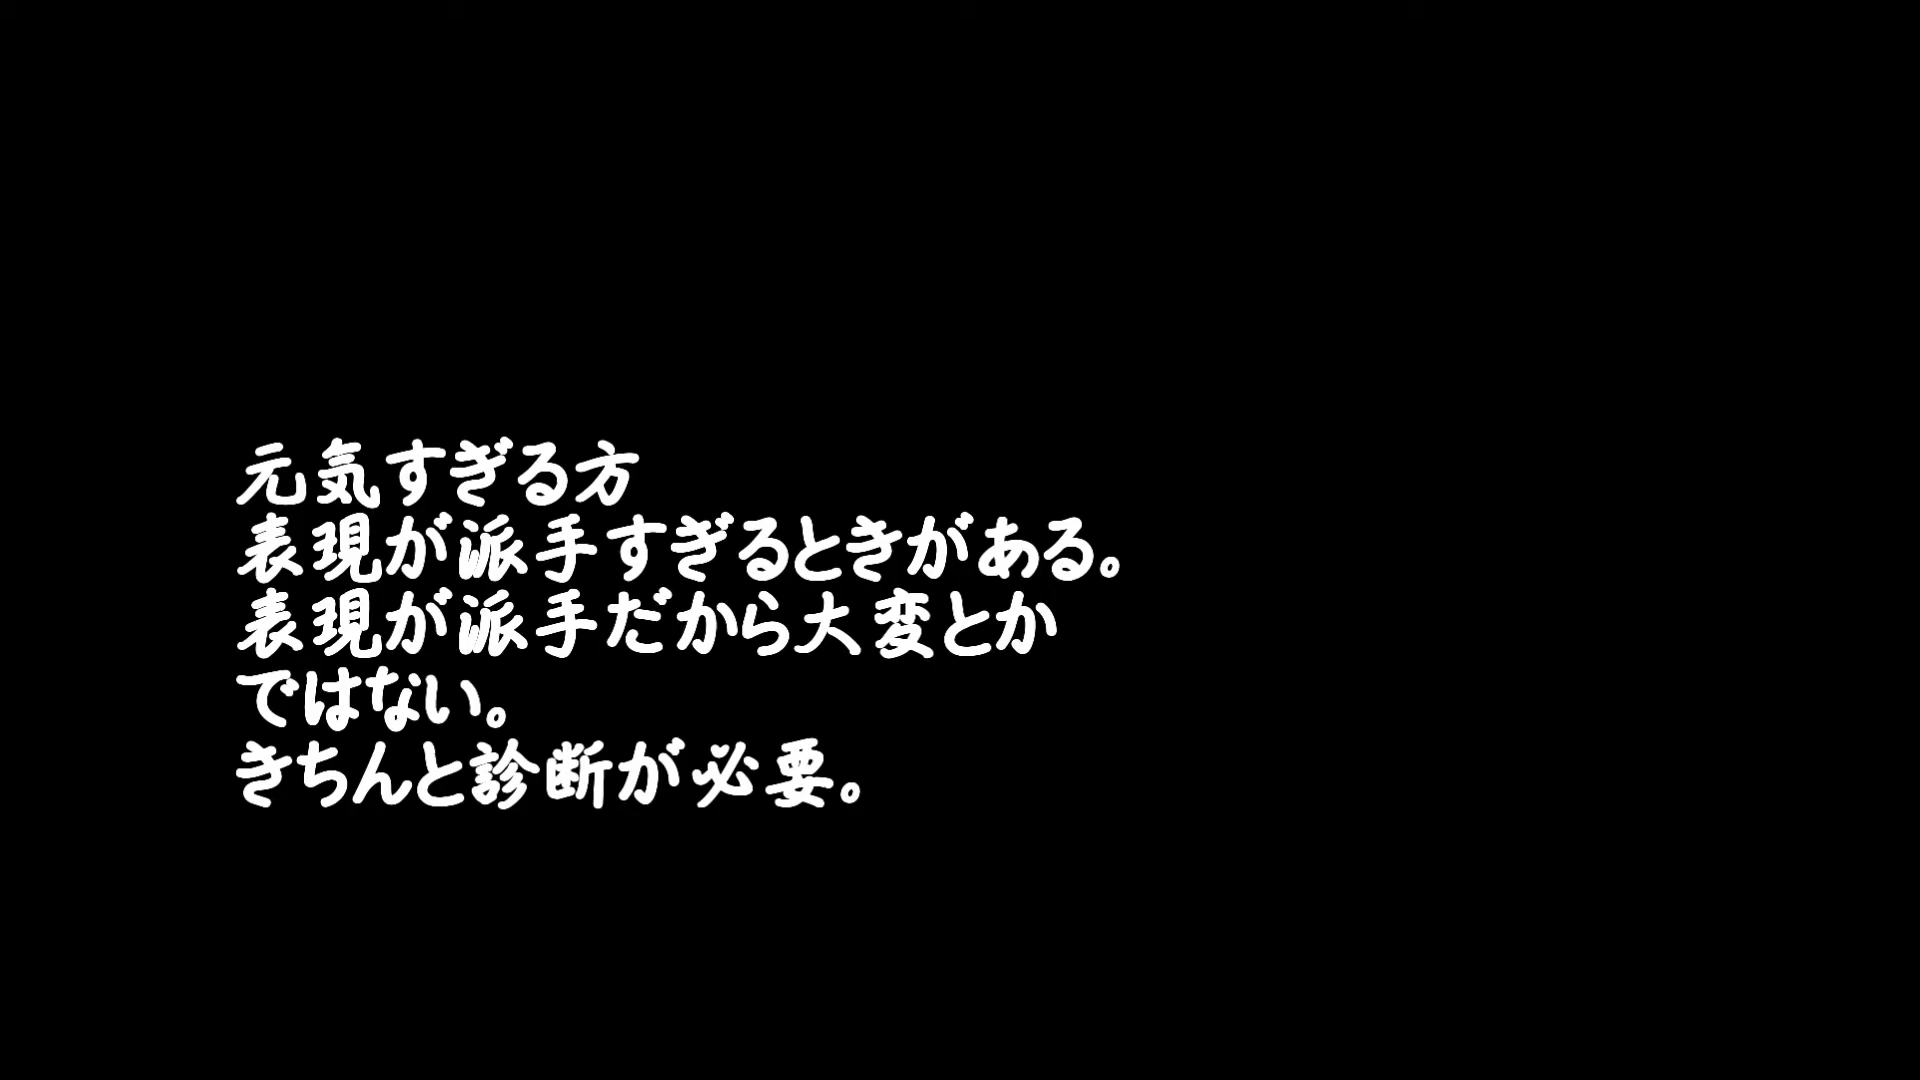 元気すぎる方
表現が派手すぎるときがある。
表現が派手だから大変とか
ではない。
きちんと診断が必要。